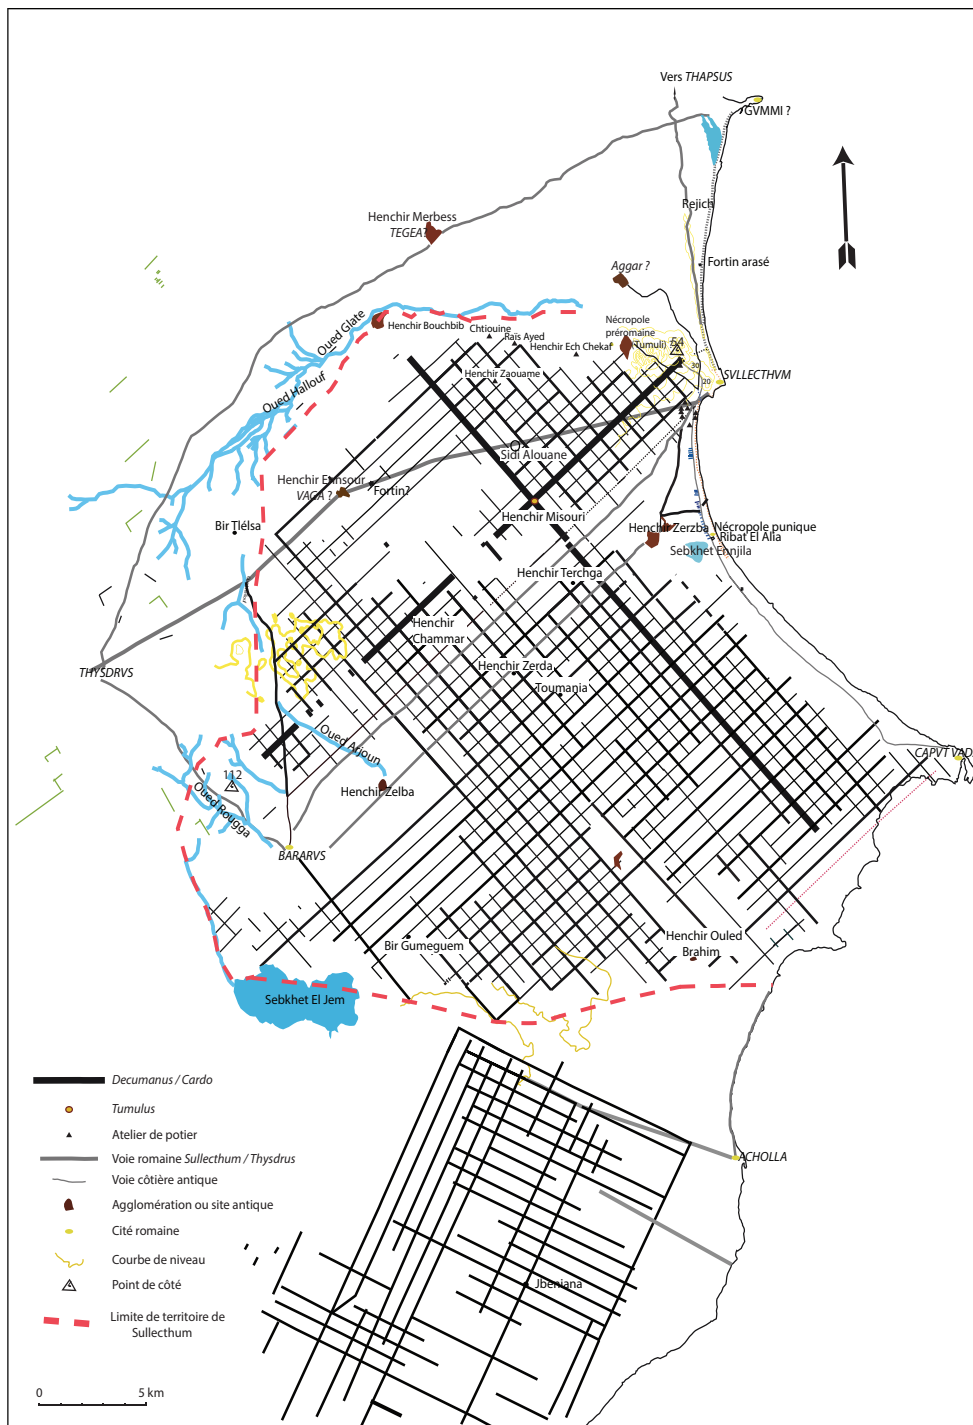 Vers THAPSUS
GVMMI ?
Rejich
Henchir Merbess
TEGEA?
Fortin arasé
Aggar ?
Oued Glate
Henchir Bouchbib
Chtiouine
Raïs Ayed
Henchir Ech Chekaf
Nécropole
préromaine
(Tumuli) ?
54
30
20
SVLLECTHVM
Henchir Zaouame
Oued Hallouf
Sidi Alouane
Henchir Ennsour
VAGA ?
Fortin?
Henchir Misouri
Bir Tlélsa
Henchir Zerzba
Nécropole punique
Ribat El Alia
Sebkhet Ennjila
Henchir Terchga
Henchir
Chammar
THYSDRVS
Henchir Zerda
Toumania
Oued Arjoun
CAPVT VAD
112
Oued Rougga
Henchir Zelba
BARARVS
Bir Gumeguem
Henchir Ouled
Brahim
Sebkhet El Jem
Decumanus / Cardo
Tumulus
Atelier de potier
Voie romaine Sullecthum / Thysdrus
Voie côtière antique
Agglomération ou site antique
Cité romaine
Courbe de niveau
Point de côté
Limite de territoire de
Sullecthum
ACHOLLA
Jbeniana
0 5 km